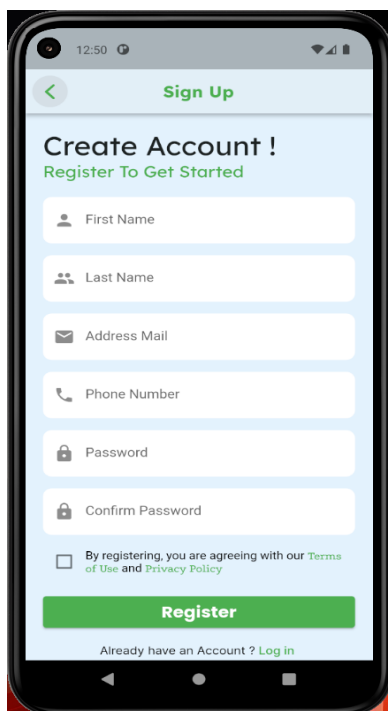 12:50
Sign Up
Create Account !
Register To Get Started
First Name
Last Name
Address Mail
Phone Number
Password
Confirm Password
By registering, you are agreeing with our Terms
of Use and Privacy Policy
Register
Already have an Account ? Log in